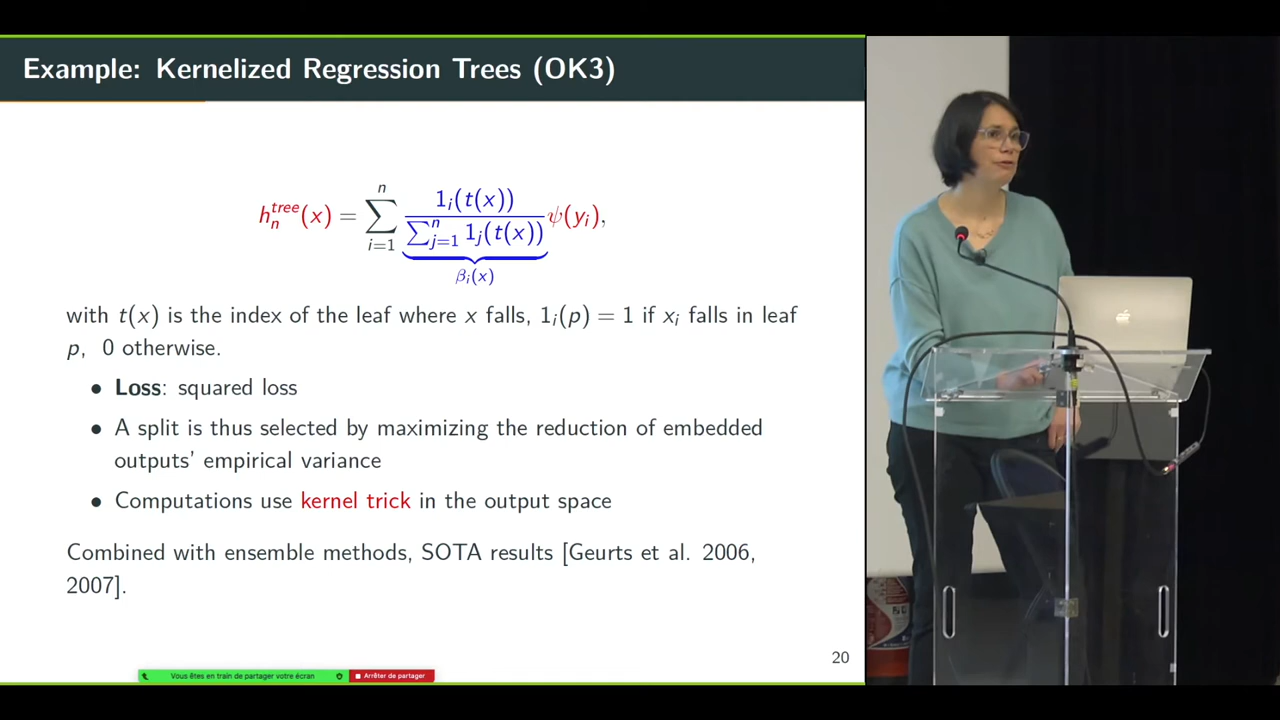 Example: Kernelized Regression Trees (OK3)
h_n^{tree}(x) = \sum_{i=1}^{n} \underbrace{\frac{1_i(t(x))}{\sum_{j=1}^{n} 1_j(t(x))}}_{β_i(x)} ψ(y_i),
with t(x) is the index of the leaf where x falls, 1_i(p) = 1 if x_i falls in leaf
p, 0 otherwise.
• Loss: squared loss
• A split is thus selected by maximizing the reduction of embedded
outputs' empirical variance
• Computations use kernel trick in the output space
Combined with ensemble methods, SOTA results [Geurts et al. 2006,
2007].
20
Vous êtes en train de partager votre écran
Arrêter de partager